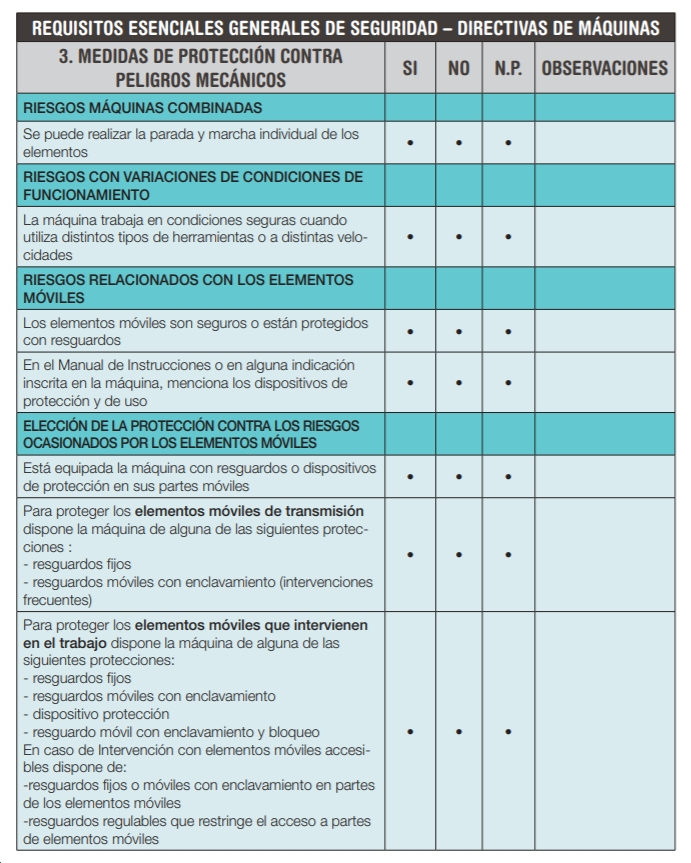 REQUISITOS ESENCIALES GENERALES DE SEGURIDAD – DIRECTIVAS DE MÁQUINAS
3. MEDIDAS DE PROTECCIÓN CONTRA
PELIGROS MECÁNICOS
SI NO N.P. OBSERVACIONES
RIESGOS MÁQUINAS COMBINADAS
Se puede realizar la parada y marcha individual de los
elementos
• • •
RIESGOS CON VARIACIONES DE CONDICIONES DE
FUNCIONAMIENTO
La máquina trabaja en condiciones seguras cuando
utiliza distintos tipos de herramientas o a distintas velo-
cidades
• • •
RIESGOS RELACIONADOS CON LOS ELEMENTOS
MÓVILES
Los elementos móviles son seguros o están protegidos
con resguardos
• • •
En el Manual de Instrucciones o en alguna indicación
inscrita en la máquina, menciona los dispositivos de
protección y de uso
• • •
ELECCIÓN DE LA PROTECCIÓN CONTRA LOS RIESGOS
OCASIONADOS POR LOS ELEMENTOS MÓVILES
Está equipada la máquina con resguardos o dispositivos
de protección en sus partes móviles
• • •
Para proteger los elementos móviles de transmisión
dispone la máquina de alguna de las siguientes protec-
ciones :
- resguardos fijos
- resguardos móviles con enclavamiento (intervenciones
frecuentes)
• • •
Para proteger los elementos móviles que intervienen
en el trabajo dispone la máquina de alguna de las
siguientes protecciones:
- resguardos fijos
- resguardos móviles con enclavamiento
- dispositivo protección
- resguardo móvil con enclavamiento y bloqueo
En caso de Intervención con elementos móviles accesi-
bles dispone de:
-resguardos fijos o móviles con enclavamiento en partes
de los elementos móviles
-resguardos regulables que restringe el acceso a partes
de elementos móviles
• • •